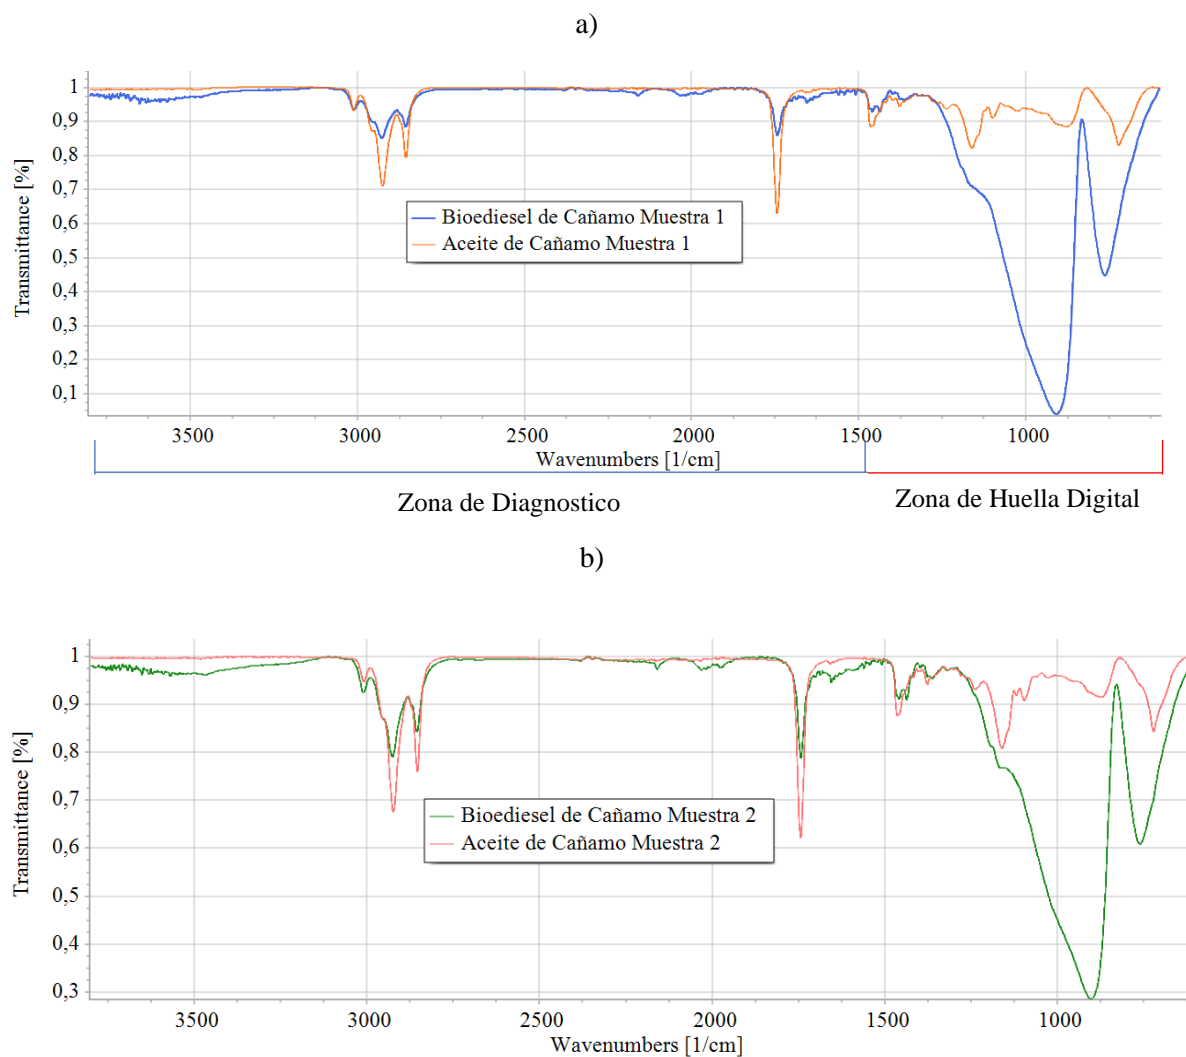 a)
1
0,9
0,8
0,7
0,6
0,5
0,4
0,3
0,2
0,1
Transmittance [%]
Bioediesel de Cañamo Muestra 1
Aceite de Cañamo Muestra 1
3500 3000 2500 2000 1500 1000
Wavenumbers [1/cm]
Zona de Diagnostico Zona de Huella Digital
b)
1
0,9
0,8
0,7
0,6
0,5
0,4
0,3
Transmittance [%]
Bioediesel de Cañamo Muestra 2
Aceite de Cañamo Muestra 2
3500 3000 2500 2000 1500 1000
Wavenumbers [1/cm]